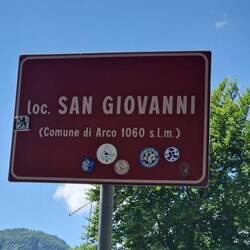 Loc. SAN GIOVANNI
(Comune di Arco 1060 s.l.m.)